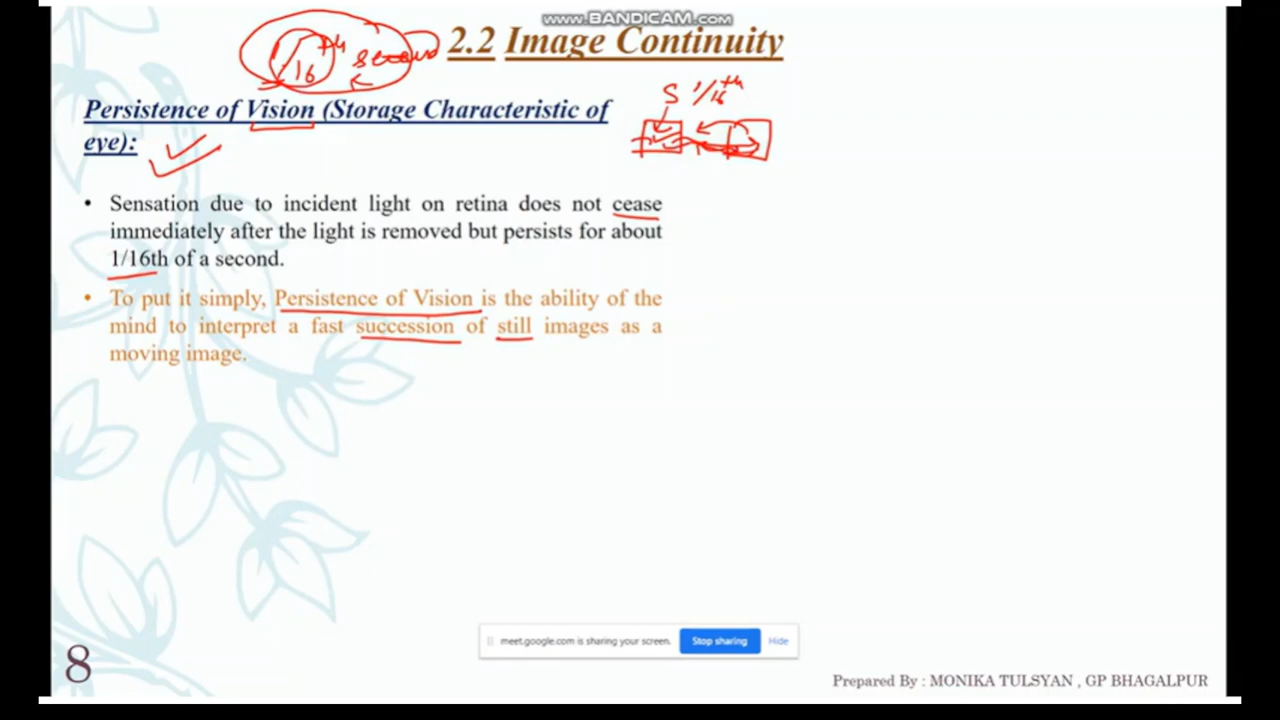 www.BANDICAM.com
2.2 Image Continuity
1/16th second
S 1/16th
Persistence of Vision (Storage Characteristic of
eye):
• Sensation due to incident light on retina does not cease
immediately after the light is removed but persists for about
1/16th of a second.
• To put it simply, Persistence of Vision is the ability of the
mind to interpret a fast succession of still images as a
moving image.
meet.google.com is sharing your screen. Stop sharing Hide
8
Prepared By : MONIKA TULSYAN , GP BHAGALPUR